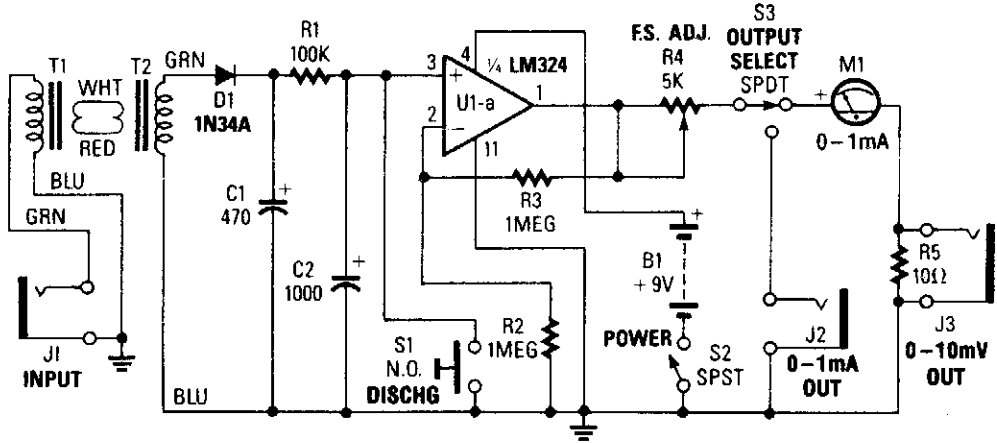 T1
WHT
RED
BLU
GRN
J1
INPUT
T2
GRN
D1
1N34A
R1
100K
C1
470
+
C2
1000
+
BLU
3
+
2
−
4
¼ LM324
U1-a
1
11
R3
1MEG
R2
1MEG
S1
N.O.
DISCHG
F.S. ADJ.
R4
5K
+
B1
+9V
POWER
S2
SPST
S3
OUTPUT
SELECT
SPDT
+
M1
0–1mA
J2
0–1mA
OUT
R5
10Ω
J3
0–10mV
OUT